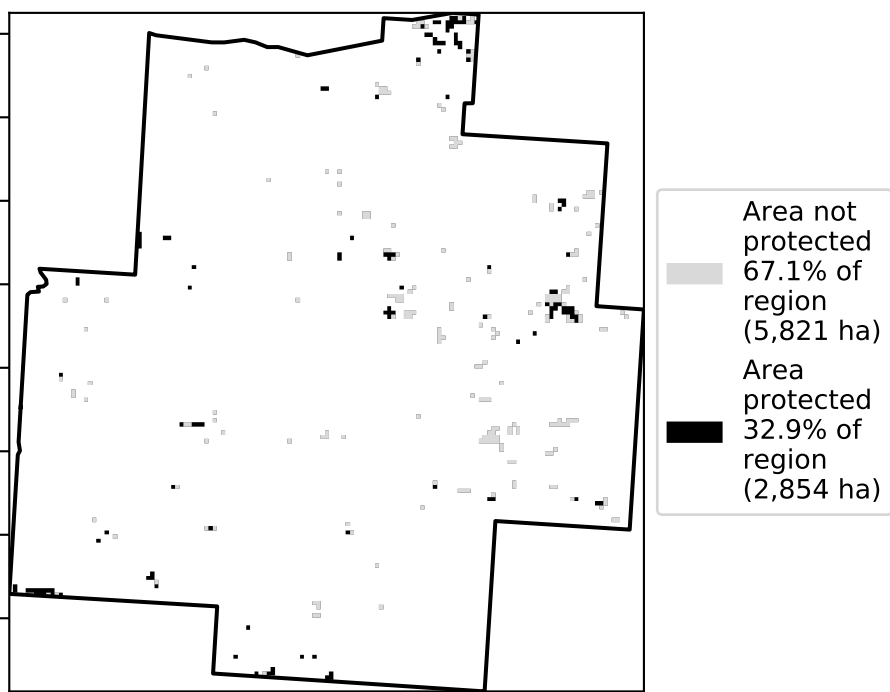 Area not
protected
67.1% of
region
(5,821 ha)
Area
protected
32.9% of
region
(2,854 ha)